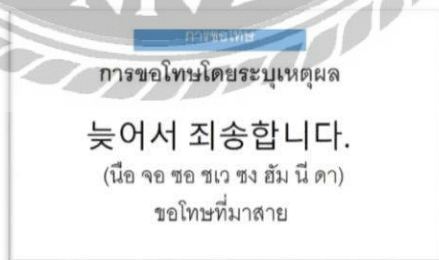 การขอโทษ
การขอโทษโดยระบุเหตุผล
늦어서 죄송합니다.
(นือ จอ ซอ ชเว ซง ฮัม นี ดา)
ขอโทษที่มาสาย